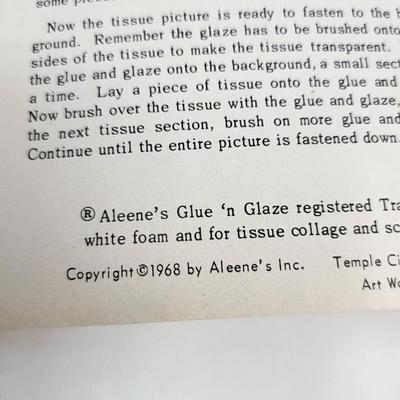 some
Now the tissue picture is ready to fasten to the
ground. Remember the glaze has to be brushed onto
sides of the tissue to make the tissue transparent.
the glue and glaze onto the background, a small sect
a time. Lay a piece of tissue onto the glue and
Now brush over the tissue with the glue and glaze,
the next tissue section, brush on more glue and
Continue until the entire picture is fastened down.
® Aleene's Glue 'n Glaze registered Tra
white foam and for tissue collage and sc
Copyright ©1968 by Aleene's Inc. Temple Ci
Art Wo